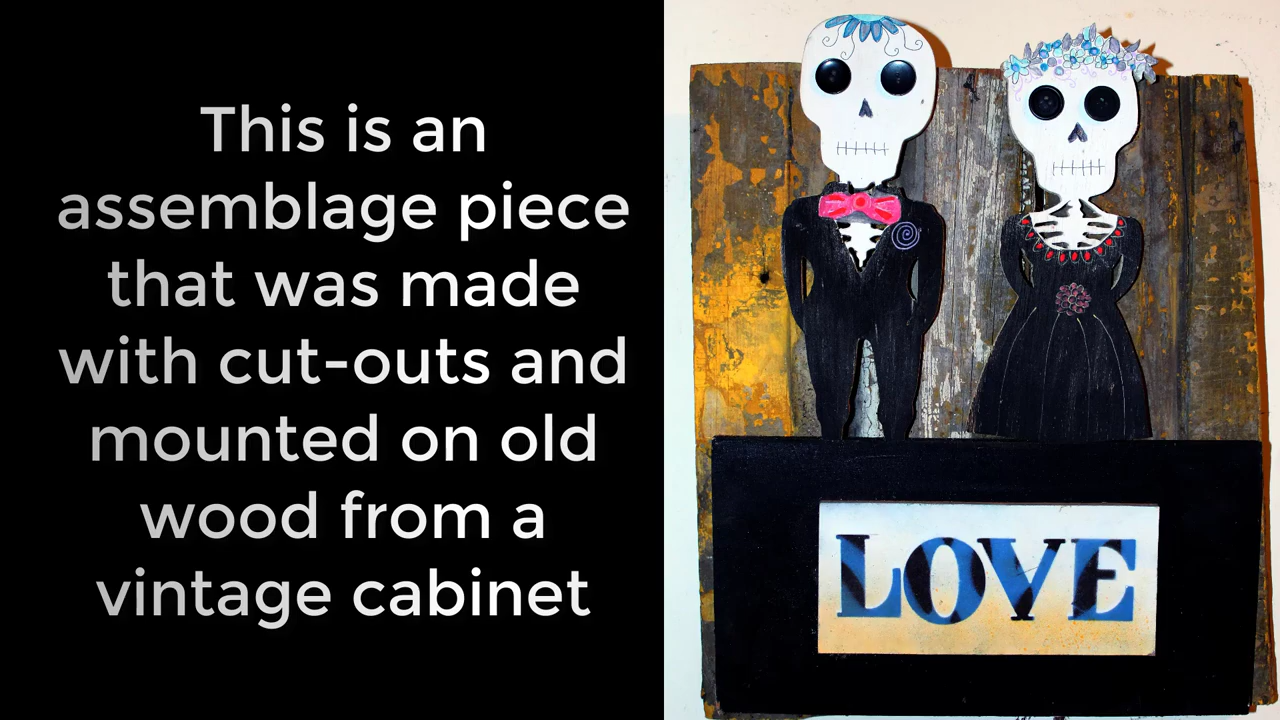 This is an
assemblage piece
that was made
with cut-outs and
mounted on old
wood from a
vintage cabinet
LOVE